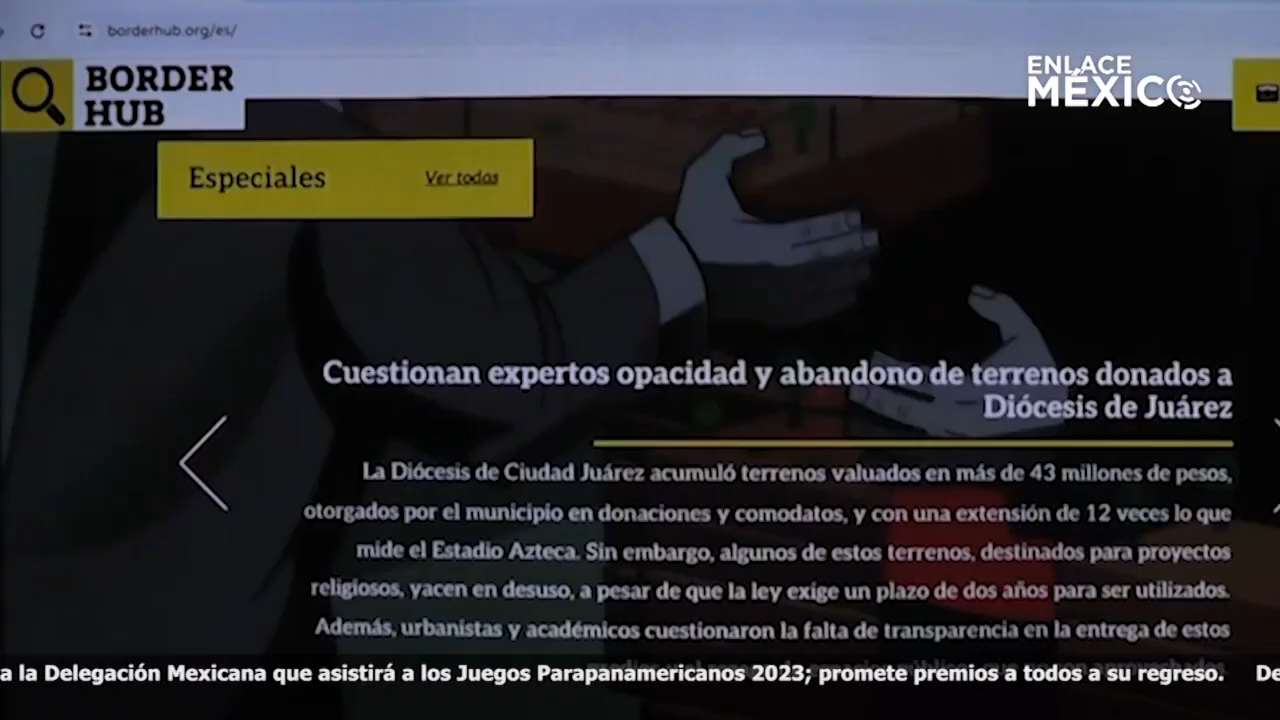 borderhub.org/es/
ENLACE
MÉXICO
BORDER
HUB
Especiales
Ver todas
Cuestionan expertos opacidad y abandono de terrenos donados a
Diócesis de Juárez
La Diócesis de Ciudad Juárez acumuló terrenos valuados en más de 43 millones de pesos,
otorgados por el municipio en donaciones y comodatos, y con una extensión de 12 veces lo que
mide el Estadio Azteca. Sin embargo, algunos de estos terrenos, destinados para proyectos
religiosos, yacen en desuso, a pesar de que la ley exige un plazo de dos años para ser utilizados.
Además, urbanistas y académicos cuestionaron la falta de transparencia en la entrega de estos
a la Delegación Mexicana que asistirá a los Juegos Parapanamericanos 2023; promete premios a todos a su regreso. De